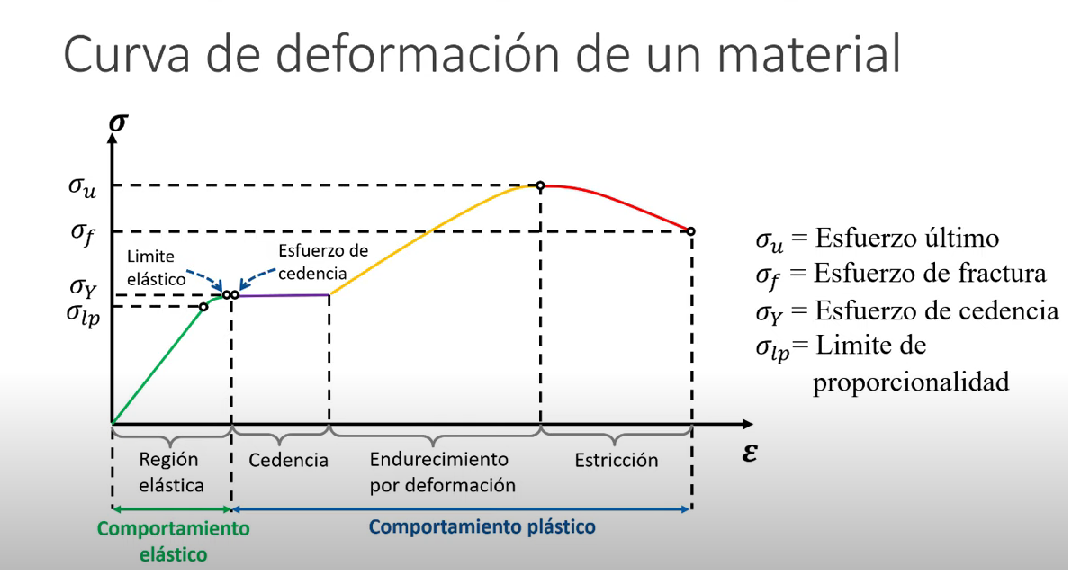 Curva de deformación de un material
σ
σu
σf
Limite
elástico
Esfuerzo de
cedencia
σY
σlp
σu = Esfuerzo último
σf = Esfuerzo de fractura
σY = Esfuerzo de cedencia
σlp= Limite de
proporcionalidad
ε
Región
elástica
Cedencia
Endurecimiento
por deformación
Estricción
Comportamiento
elástico
Comportamiento plástico